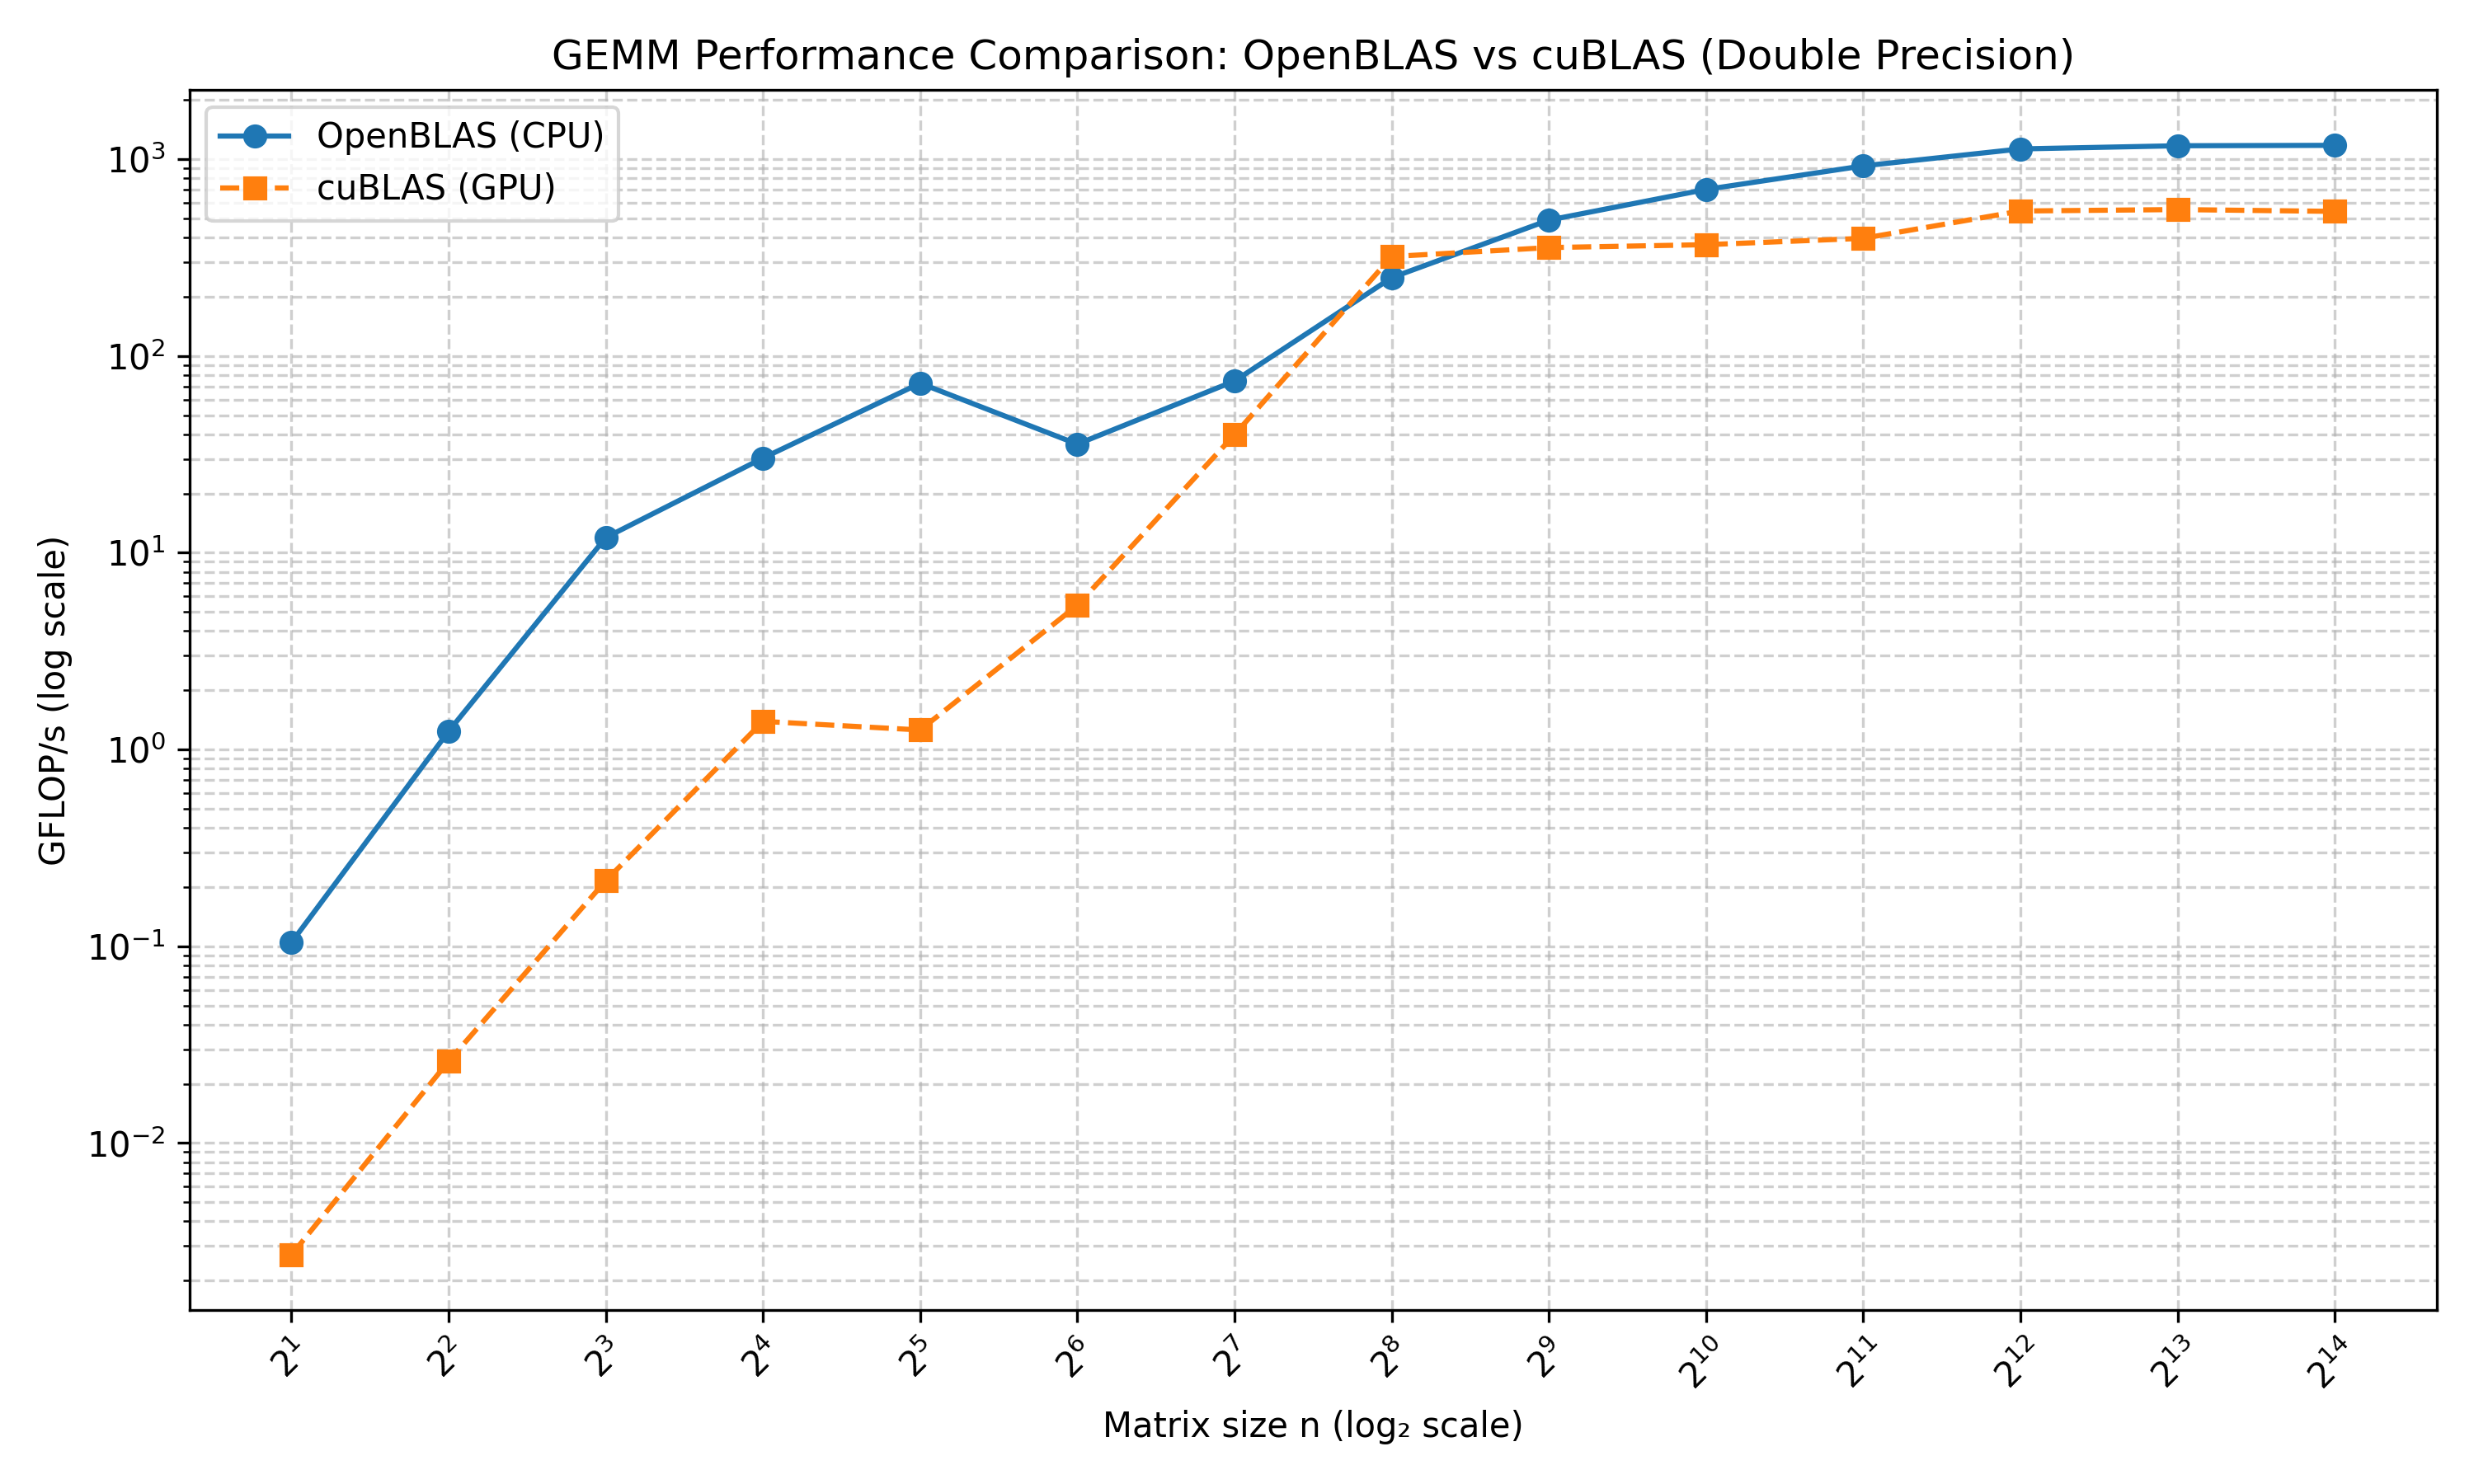 GEMM Performance Comparison: OpenBLAS vs cuBLAS (Double Precision)
OpenBLAS (CPU)
cuBLAS (GPU)
GFLOP/s (log scale)
10³
10²
10¹
10⁰
10⁻¹
10⁻²
2¹ 2² 2³ 2⁴ 2⁵ 2⁶ 2⁷ 2⁸ 2⁹ 2¹⁰ 2¹¹ 2¹² 2¹³ 2¹⁴
Matrix size n (log₂ scale)